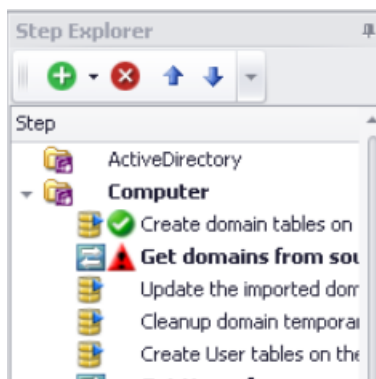 Step Explorer
Step
ActiveDirectory
Computer
Create domain tables on
Get domains from sou
Update the imported dom
Cleanup domain temporar
Create User tables on the